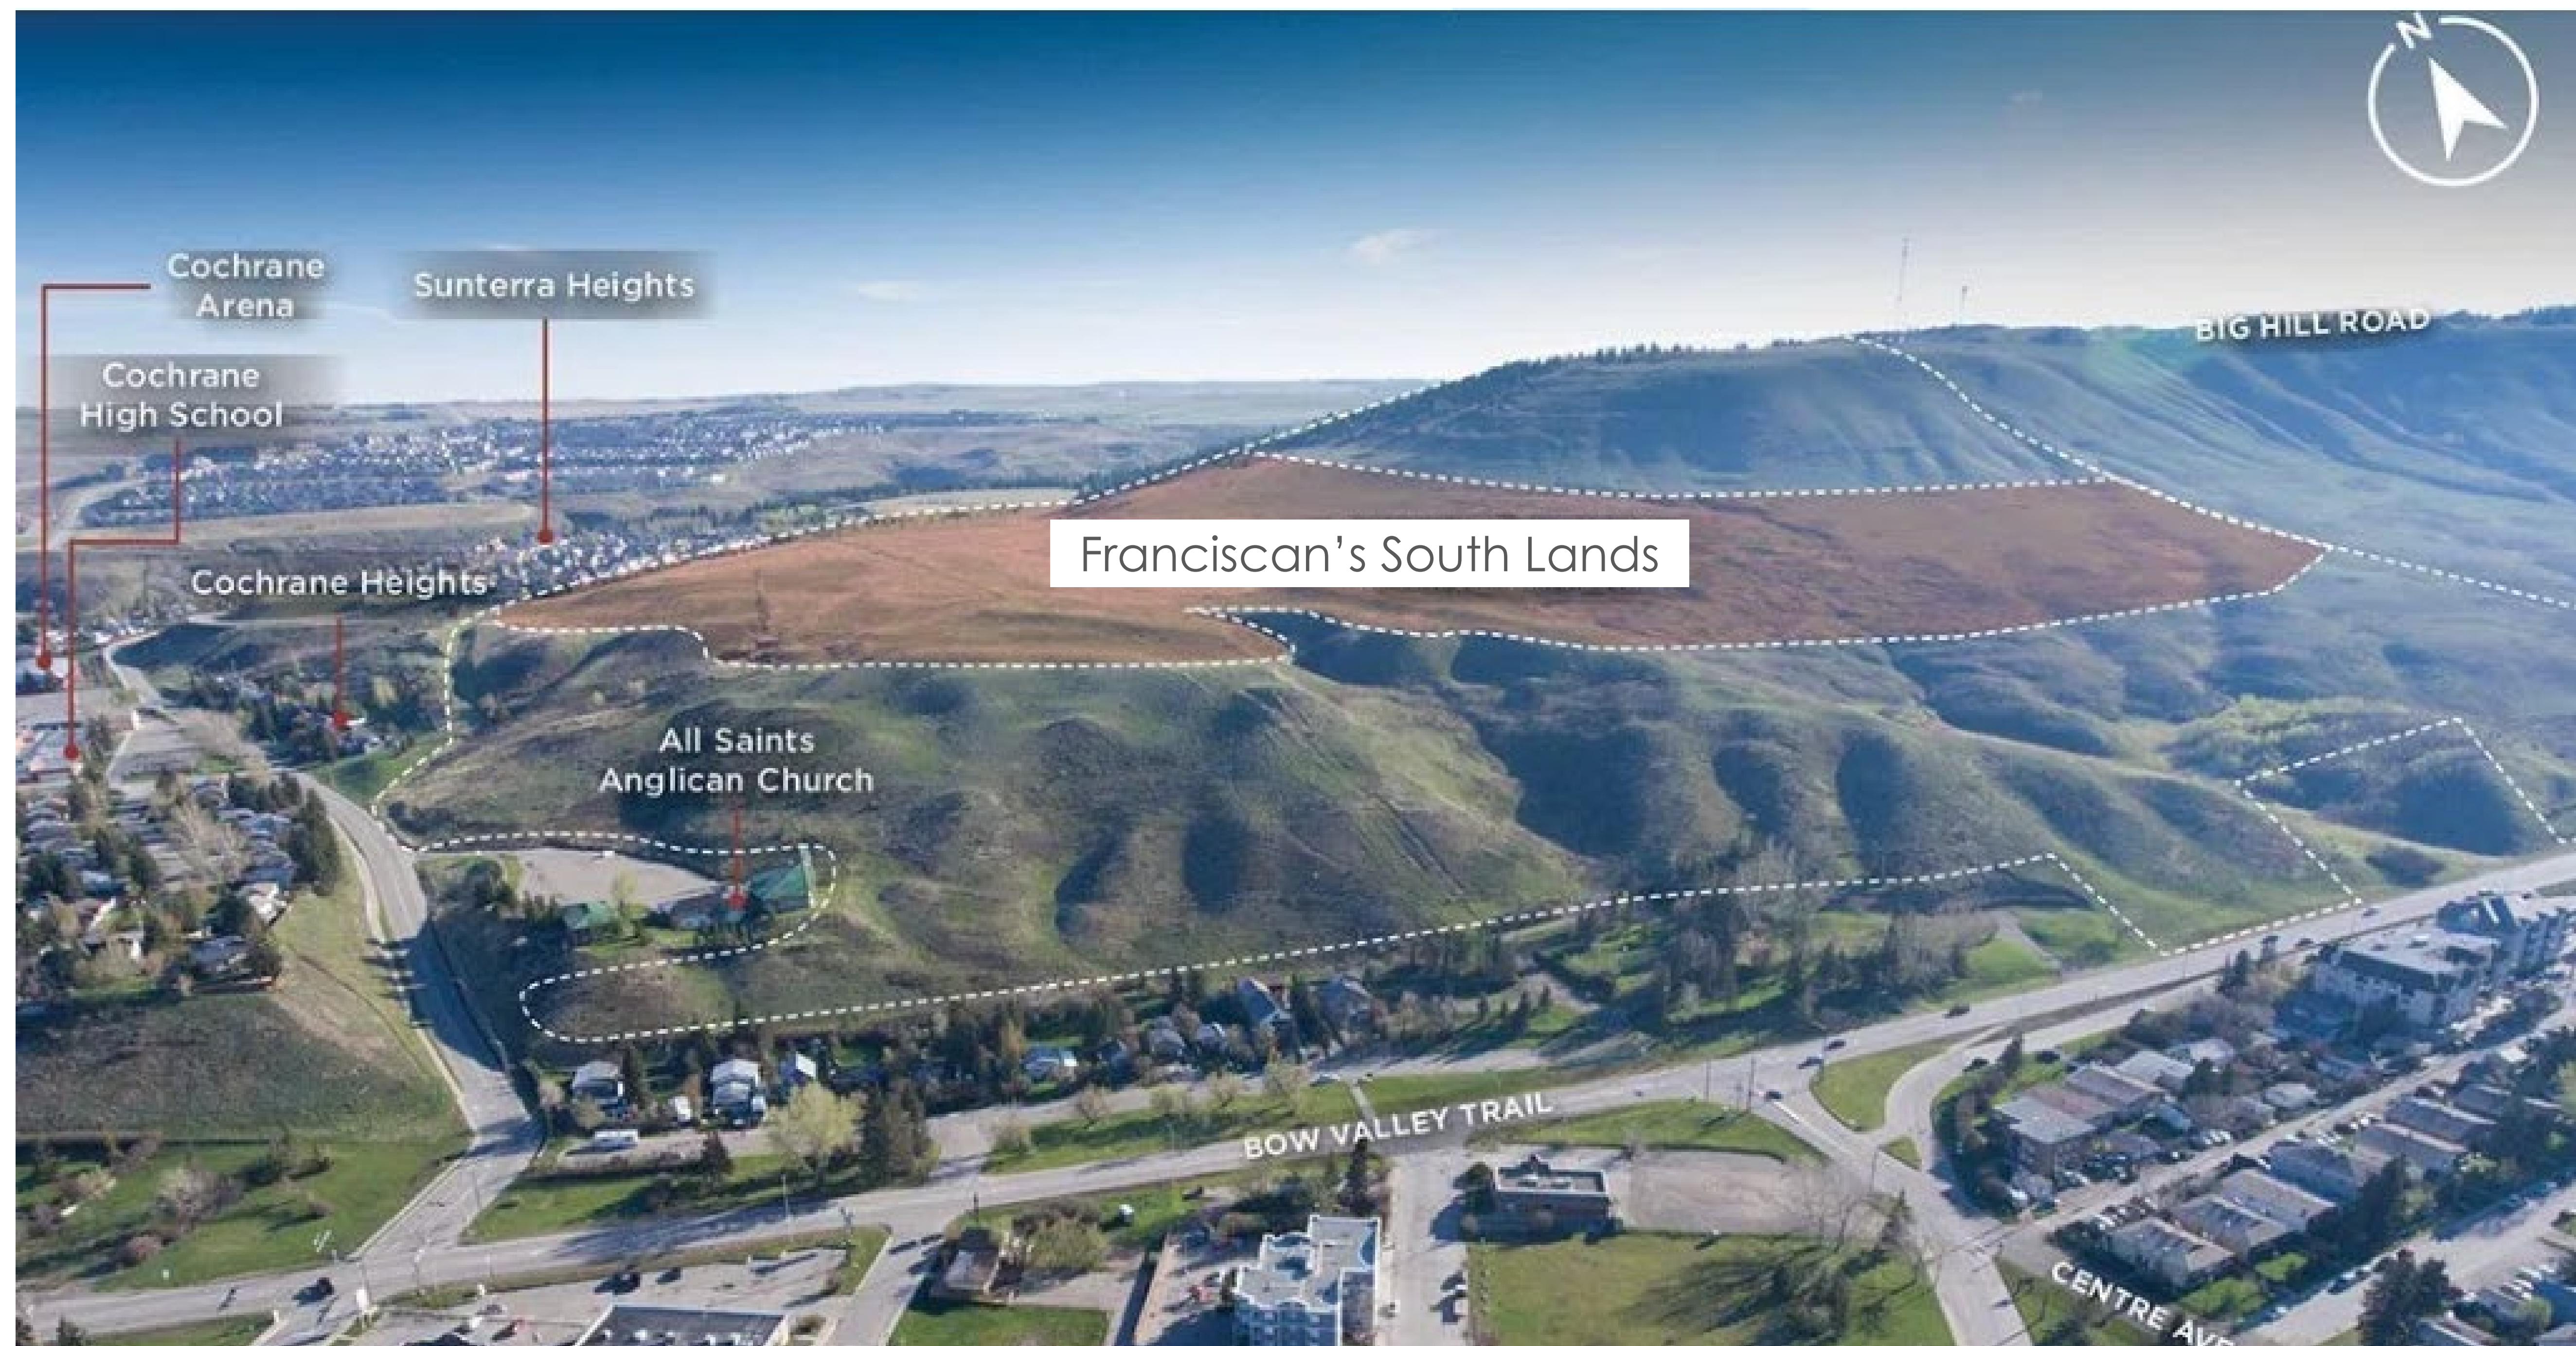 N
Cochrane
Arena
Sunterra Heights
BIG HILL ROAD
Cochrane
High School
Franciscan’s South Lands
Cochrane Heights
All Saints
Anglican Church
BOW VALLEY TRAIL
CENTRE AVE